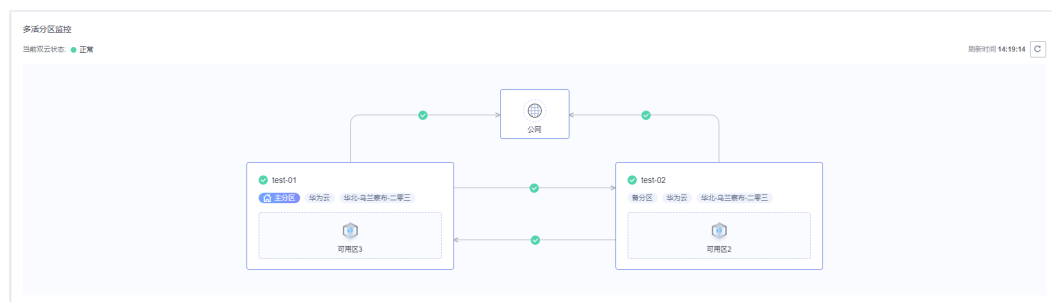 多活分区监控
当前双云状态: 正常
刷新时间 14:19:14
公网
test-01
主分区 华为云 华北-乌兰察布-二零三
可用区3
test-02
备分区 华为云 华北-乌兰察布-二零三
可用区2